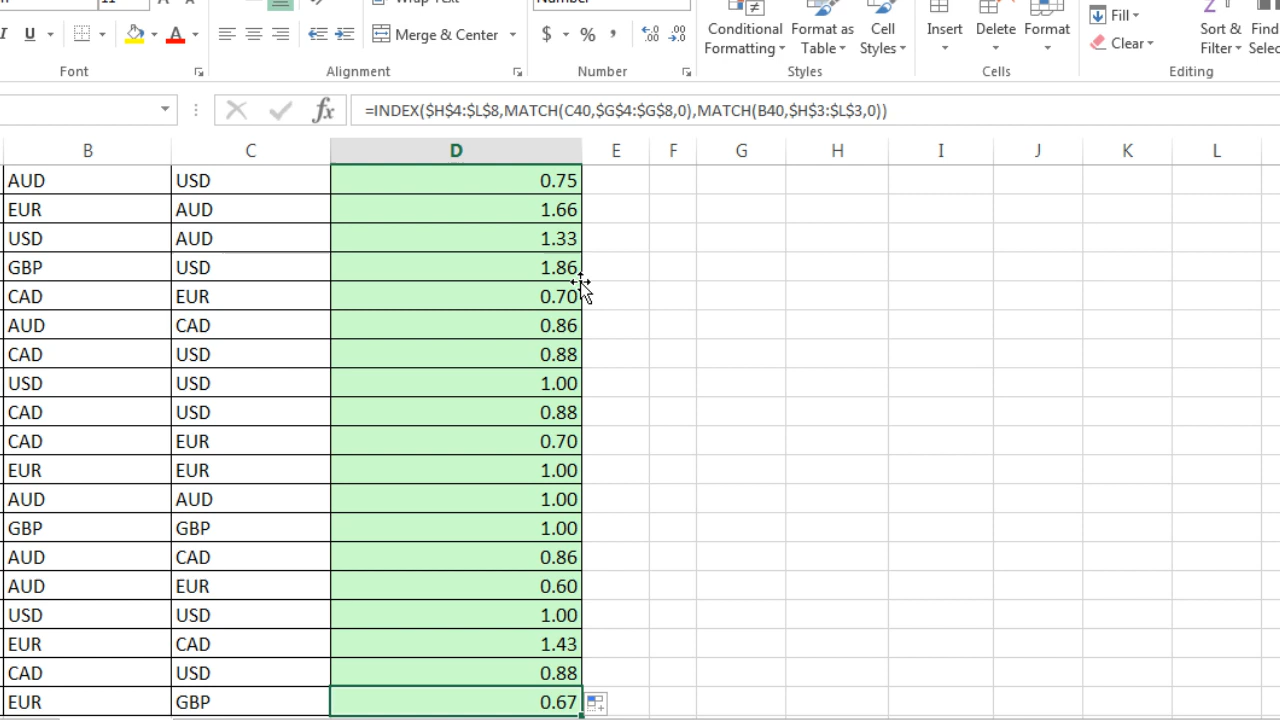 Merge & Center
$ % ,
Conditional Formatting
Format as Table
Cell Styles
Insert
Delete
Format
Fill
Clear
Sort & Filter
Font
Alignment
Number
Styles
Cells
Editing
fx =INDEX($H$4:$L$8,MATCH(C40,$G$4:$G$8,0),MATCH(B40,$H$3:$L$3,0))
B C D E F G H I J K L
AUD USD 0.75
EUR AUD 1.66
USD AUD 1.33
GBP USD 1.86
CAD EUR 0.70
AUD CAD 0.86
CAD USD 0.88
USD USD 1.00
CAD USD 0.88
CAD EUR 0.70
EUR EUR 1.00
AUD AUD 1.00
GBP GBP 1.00
AUD CAD 0.86
AUD EUR 0.60
USD USD 1.00
EUR CAD 1.43
CAD USD 0.88
EUR GBP 0.67